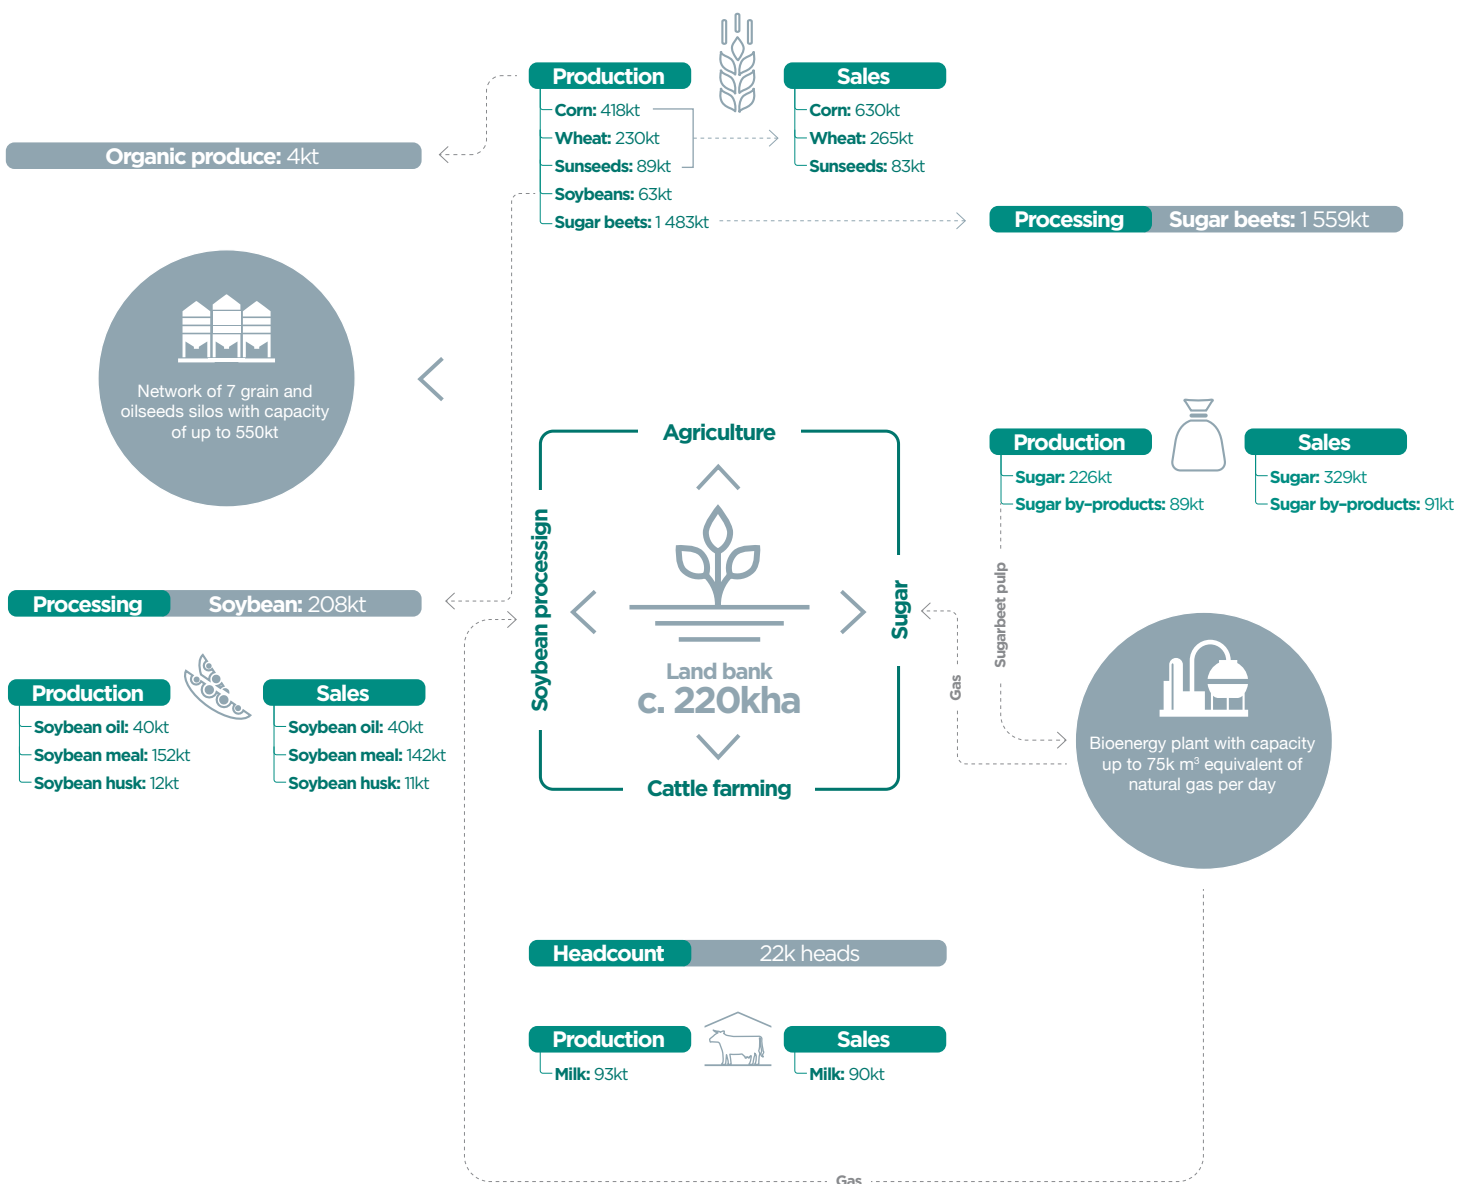 Production
Corn: 418kt
Wheat: 230kt
Sunseeds: 89kt
Soybeans: 63kt
Sugar beets: 1 483kt
Sales
Corn: 630kt
Wheat: 265kt
Sunseeds: 83kt
Organic produce: 4kt
Processing Sugar beets: 1 559kt
Network of 7 grain and
oilseeds silos with capacity
of up to 550kt
Agriculture
Soybean processign
Sugar
Cattle farming
Land bank
c. 220kha
Production
Sugar: 226kt
Sugar by-products: 89kt
Sales
Sugar: 329kt
Sugar by-products: 91kt
Sugarbeet pulp
Gas
Bioenergy plant with capacity
up to 75k m³ equivalent of
natural gas per day
Processing Soybean: 208kt
Production
Soybean oil: 40kt
Soybean meal: 152kt
Soybean husk: 12kt
Sales
Soybean oil: 40kt
Soybean meal: 142kt
Soybean husk: 11kt
Headcount 22k heads
Production
Milk: 93kt
Sales
Milk: 90kt
Gas